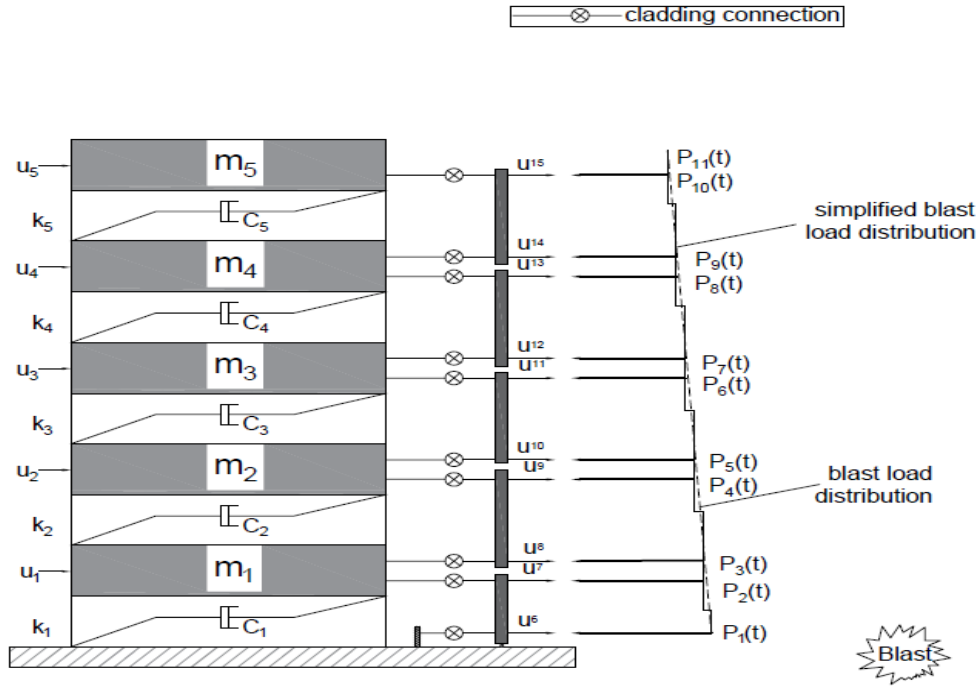 cladding connection
u₅
m₅
u¹⁵
P₁₁(t)
P₁₀(t)
k₅
C₅
simplified blast
load distribution
u₄
m₄
u¹⁴
u¹³
P₉(t)
P₈(t)
k₄
C₄
u₃
m₃
u¹²
u¹¹
P₇(t)
P₆(t)
k₃
C₃
u₂
m₂
u¹⁰
u⁹
P₅(t)
P₄(t)
blast load
distribution
k₂
C₂
u₁
m₁
u⁸
u⁷
P₃(t)
P₂(t)
k₁
C₁
u⁶
P₁(t)
Blast